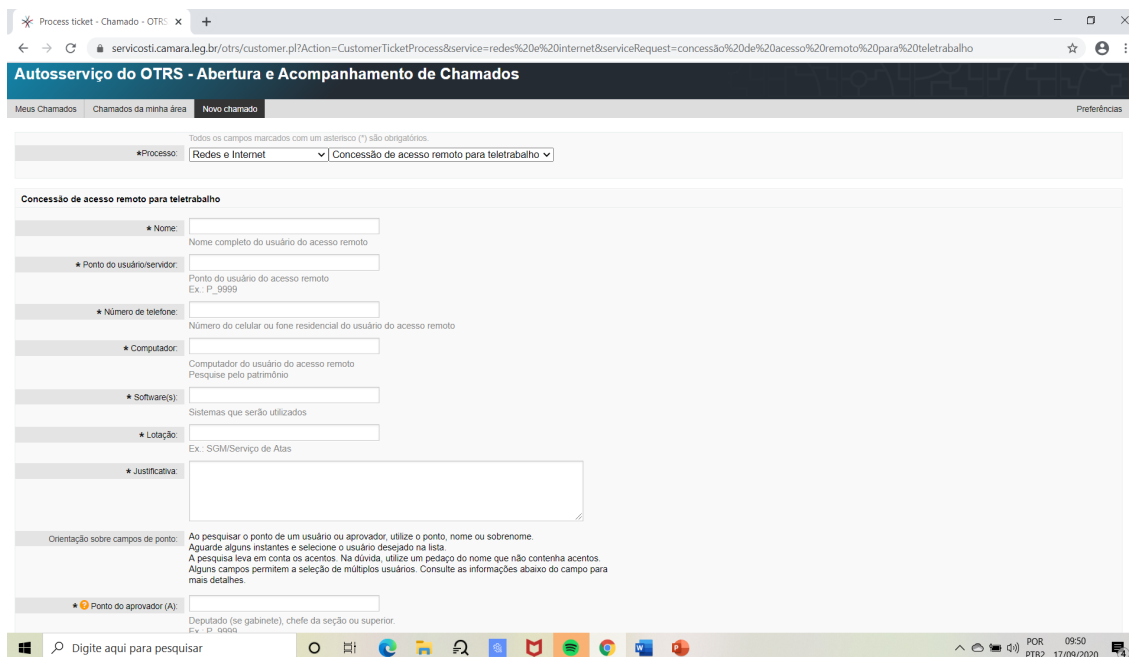 Process ticket - Chamado - OTRS
servicosti.camara.leg.br/otrs/customer.pl?Action=CustomerTicketProcess&service=redes%20e%20internet&serviceRequest=concessão%20de%20acesso%20remoto%20para%20teletrabalho
Autosserviço do OTRS - Abertura e Acompanhamento de Chamados
Meus Chamados Chamados da minha área Novo chamado Preferências
Todos os campos marcados com um asterisco (*) são obrigatórios.
*Processo: Redes e Internet Concessão de acesso remoto para teletrabalho
Concessão de acesso remoto para teletrabalho
* Nome:
Nome completo do usuário do acesso remoto
* Ponto do usuário/servidor:
Ponto do usuário do acesso remoto
Ex.: P_9999
* Número de telefone:
Número do celular ou fone residencial do usuário do acesso remoto
* Computador:
Computador do usuário do acesso remoto
Pesquise pelo patrimônio
* Software(s):
Sistemas que serão utilizados
* Lotação:
Ex.: SGM/Serviço de Atas
* Justificativa:
Orientação sobre campos de ponto: Ao pesquisar o ponto de um usuário ou aprovador, utilize o ponto, nome ou sobrenome.
Aguarde alguns instantes e selecione o usuário desejado na lista.
A pesquisa leva em conta os acentos. Na dúvida, utilize um pedaço do nome que não contenha acentos.
Alguns campos permitem a seleção de múltiplos usuários. Consulte as informações abaixo do campo para
mais detalhes.
* ? Ponto do aprovador (A):
Deputado (se gabinete), chefe da seção ou superior.
Ex.: P_9999
Digite aqui para pesquisar
POR 09:50
PTB2 17/09/2020
4